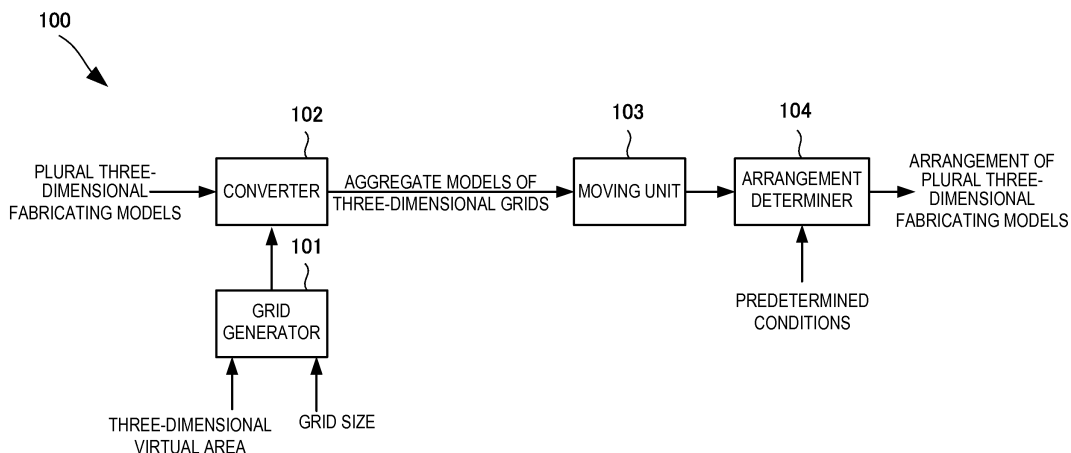 100
102
103
104
PLURAL THREE-
DIMENSIONAL
FABRICATING MODELS
CONVERTER
AGGREGATE MODELS OF
THREE-DIMENSIONAL GRIDS
MOVING UNIT
ARRANGEMENT
DETERMINER
ARRANGEMENT OF
PLURAL THREE-
DIMENSIONAL
FABRICATING MODELS
101
GRID
GENERATOR
PREDETERMINED
CONDITIONS
THREE-DIMENSIONAL
VIRTUAL AREA
GRID SIZE